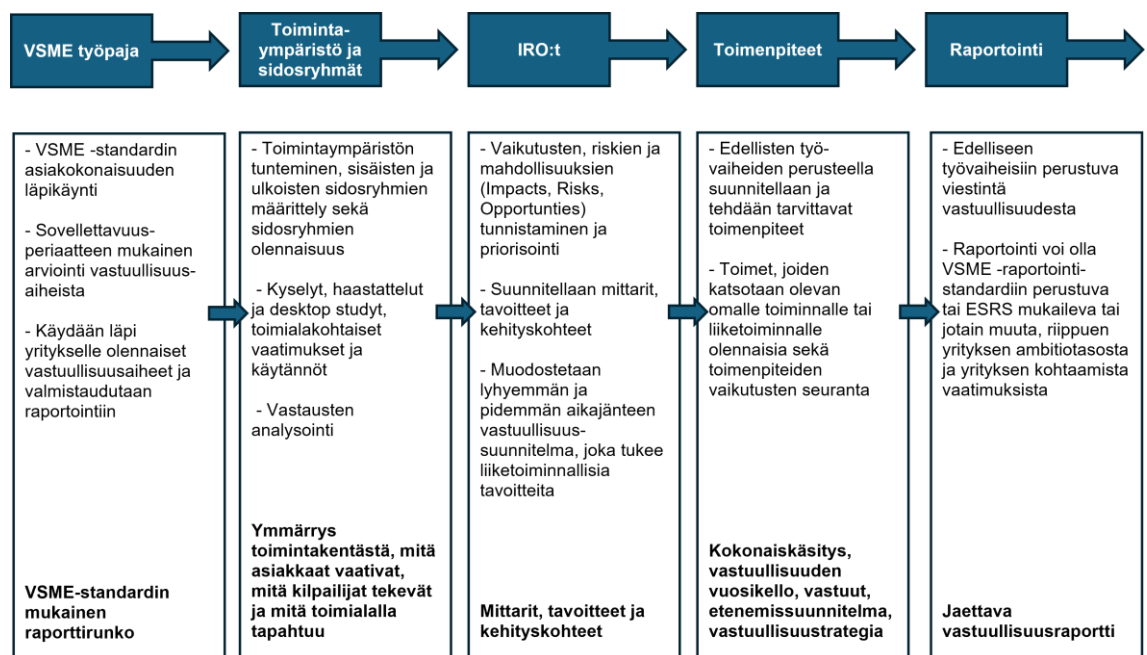 VSME työpaja
Toiminta-
ympäristö ja
sidosryhmät
IRO:t
Toimenpiteet
Raportointi
- VSME -standardin
asiakokonaisuuden
läpikäynti
- Sovellettavuus-
periaatteen mukainen
arviointi vastuullisuus-
aiheista
- Käydään läpi
yritykselle olennaiset
vastuullisuusaiheet ja
valmistaudutaan
raportointiin
VSME-standardin
mukainen
raporttirunko
- Toimintaympäristön
tunteminen, sisäisten ja
ulkoisten sidosryhmien
määrittely sekä
sidosryhmien
olennaisuus
- Kyselyt, haastattelut
ja desktop studyt,
toimialakohtaiset
vaatimukset ja
käytännöt
- Vastausten
analysointi
Ymmärrys
toimintakentästä, mitä
asiakkaat vaativat,
mitä kilpailijat tekevät
ja mitä toimialalla
tapahtuu
- Vaikutusten, riskien ja
mahdollisuuksien
(Impacts, Risks,
Opportunties)
tunnistaminen ja
priorisointi
- Suunnitellaan mittarit,
tavoitteet ja
kehityskohteet
- Muodostetaan
lyhyemmän ja
pidemmän aikajänteen
vastuullisuus-
suunnitelma, joka tukee
liiketoiminnallisia
tavoitteita
Mittarit, tavoitteet ja
kehityskohteet
- Edellisten työ-
vaiheiden perusteella
suunnitellaan ja
tehdään tarvittavat
toimenpiteet
- Toimet, joiden
katsotaan olevan
omalle toiminnalle tai
liiketoiminnalle
olennaisia sekä
toimenpiteiden
vaikutusten seuranta
Kokonaiskäsitys,
vastuullisuuden
vuosikello, vastuut,
etenemissuunnitelma,
vastuullisuustrategia
- Edelliseen
työvaiheisiin perustuva
viestintä
vastuullisuudesta
- Raportointi voi olla
VSME -raportointi-
standardiin perustuva
tai ESRS mukaileva tai
jotain muuta, riippuen
yrityksen ambitiotasosta
ja yrityksen kohtaamista
vaatimuksista
Jaettava
vastuullisuusraportti